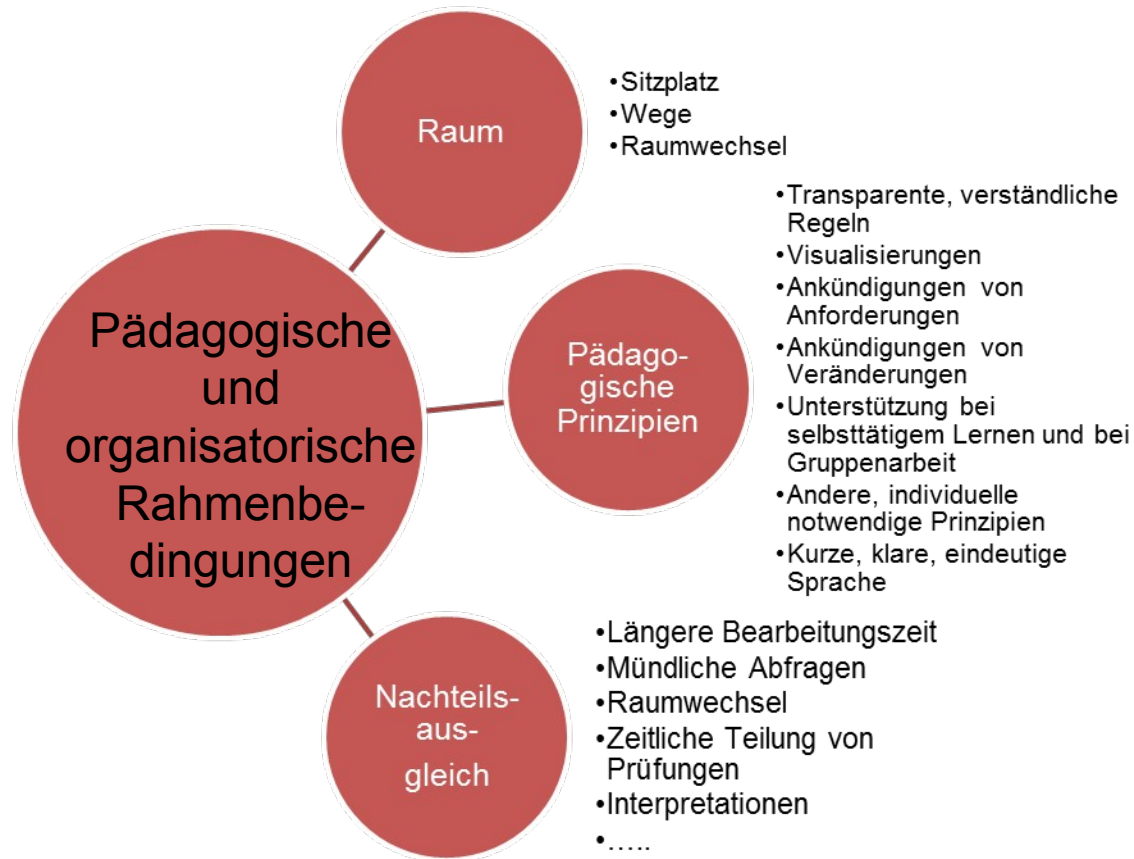 Raum
•Sitzplatz
•Wege
•Raumwechsel
Pädagogische
und
organisatorische
Rahmenbe-
dingungen
Pädago-
gische
Prinzipien
•Transparente, verständliche
Regeln
•Visualisierungen
•Ankündigungen von
Anforderungen
•Ankündigungen von
Veränderungen
•Unterstützung bei
selbsttätigem Lernen und bei
Gruppenarbeit
•Andere, individuelle
notwendige Prinzipien
•Kurze, klare, eindeutige
Sprache
Nachteils-
aus-
gleich
•Längere Bearbeitungszeit
•Mündliche Abfragen
•Raumwechsel
•Zeitliche Teilung von
Prüfungen
•Interpretationen
•…..